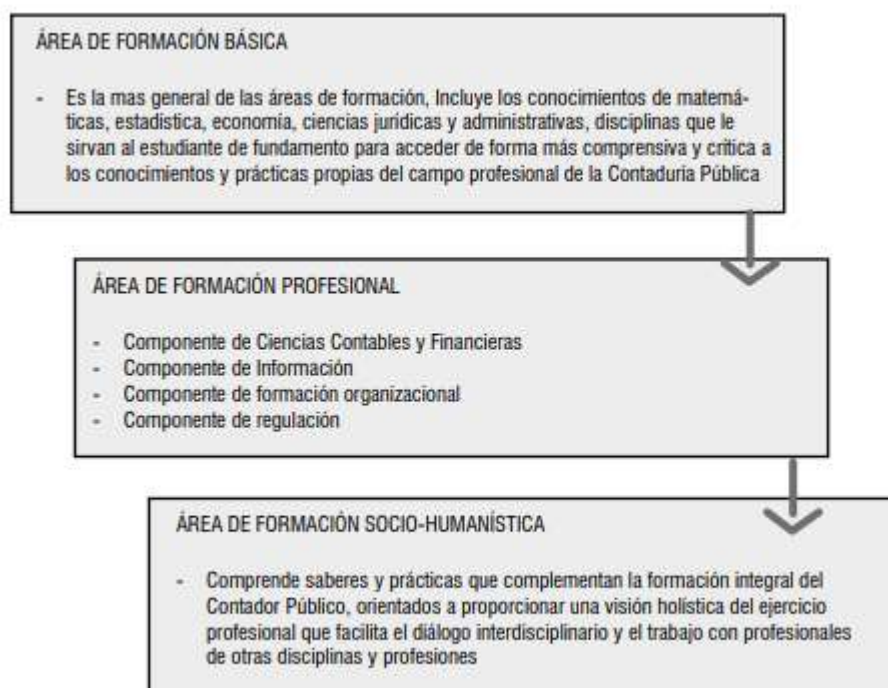 ÁREA DE FORMACIÓN BÁSICA
- Es la mas general de las áreas de formación, Incluye los conocimientos de matemá-
ticas, estadistica, economía, ciencias jurídicas y administrativas, disciplinas que le
sirvan al estudiante de fundamento para acceder de forma más comprensiva y crítica a
los conocimientos y prácticas propias del campo profesional de la Contaduría Pública
ÁREA DE FORMACIÓN PROFESIONAL
- Componente de Ciencias Contables y Financieras
- Componente de Información
- Componente de formación organizacional
- Componente de regulación
ÁREA DE FORMACIÓN SOCIO-HUMANÍSTICA
- Comprende saberes y prácticas que complementan la formación integral del
Contador Público, orientados a proporcionar una visión holística del ejercicio
profesional que facilita el diálogo interdisciplinario y el trabajo con profesionales
de otras disciplinas y profesiones